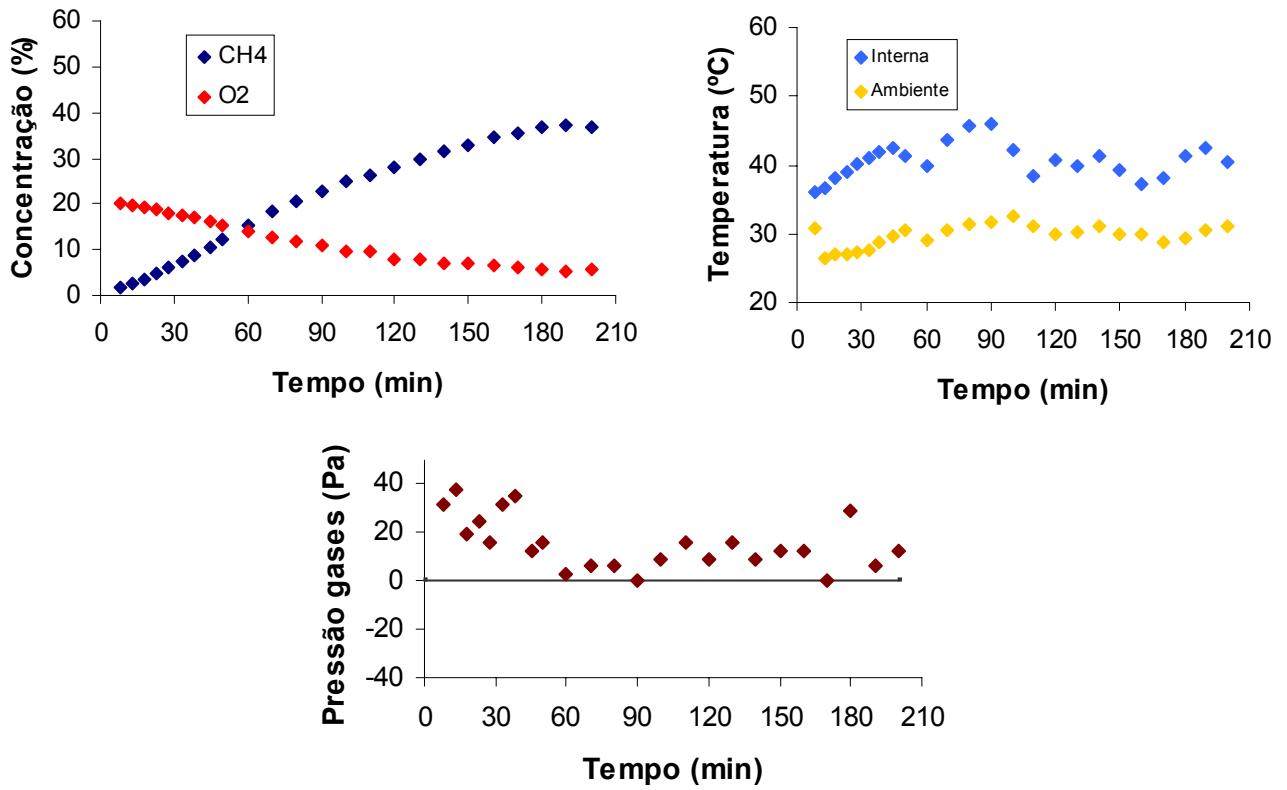 Concentração (%)
60
50
40
30
20
10
0
CH4
O2
0 30 60 90 120 150 180 210
Tempo (min)
Temperatura (ºC)
60
50
40
30
20
Interna
Ambiente
0 30 60 90 120 150 180 210
Tempo (min)
Pressão gases (Pa)
40
20
0
-20
-40
0 30 60 90 120 150 180 210
Tempo (min)